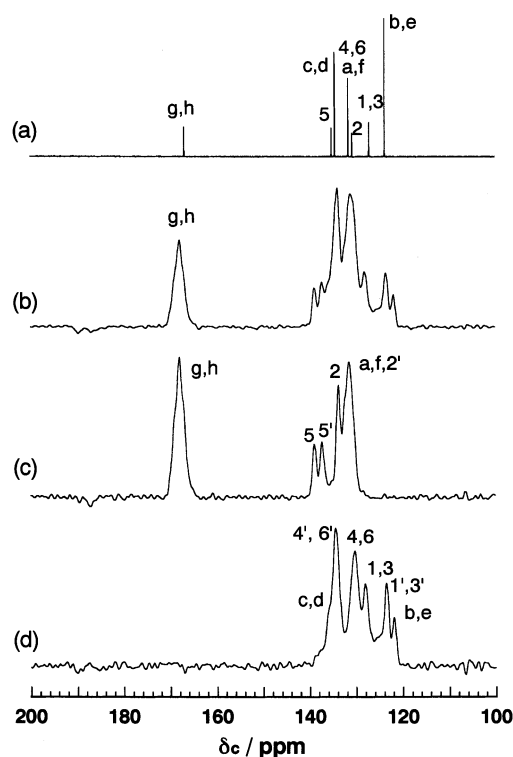 b,e
4,6
c,d
a,f
g,h
1,3
5
2
(a)
g,h
(b)
g,h
a,f,2'
2
5 5'
(c)
4', 6'
4,6
1,3
1',3'
c,d
b,e
(d)
200 180 160 140 120 100
δc / ppm